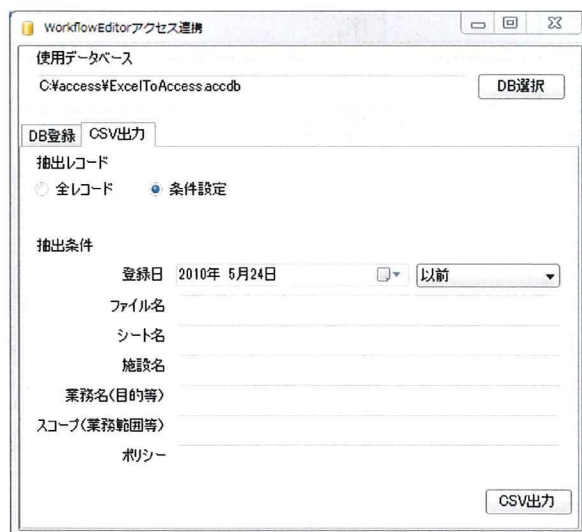 WorkflowEditorアクセス連携
使用データベース
C:¥access¥ExcelToAccess.accdb
DB選択
DB登録 CSV出力
抽出レコード
全レコード 条件設定
抽出条件
登録日 2010年 5月24日 以前
ファイル名
シート名
施設名
業務名(目的等)
スコープ(業務範囲等)
ポリシー
CSV出力